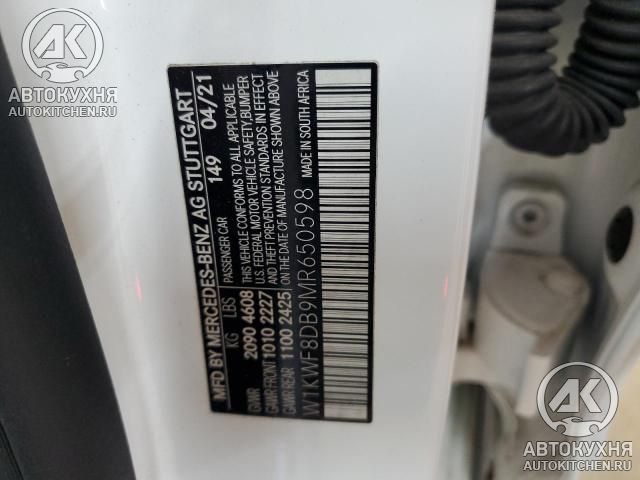 MFD BY MERCEDES-BENZ AG STUTTGART
PASSENGER CAR 149 04/21
KG LBS
GVWR 2090 4608
GAWR-FRONT 1010 2227
GAWR-REAR 1100 2425
THIS VEHICLE CONFORMS TO ALL APPLICABLE
U.S. FEDERAL MOTOR VEHICLE SAFETY,BUMPER
AND THEFT PREVENTION STANDARDS IN EFFECT
ON THE DATE OF MANUFACTURE SHOWN ABOVE
W1KWF8DB9MR650598 MADE IN SOUTH AFRICA
АК
АВТОКУХНЯ
AUTOKITCHEN.RU
АК
АВТОКУХНЯ
AUTOKITCHEN.RU